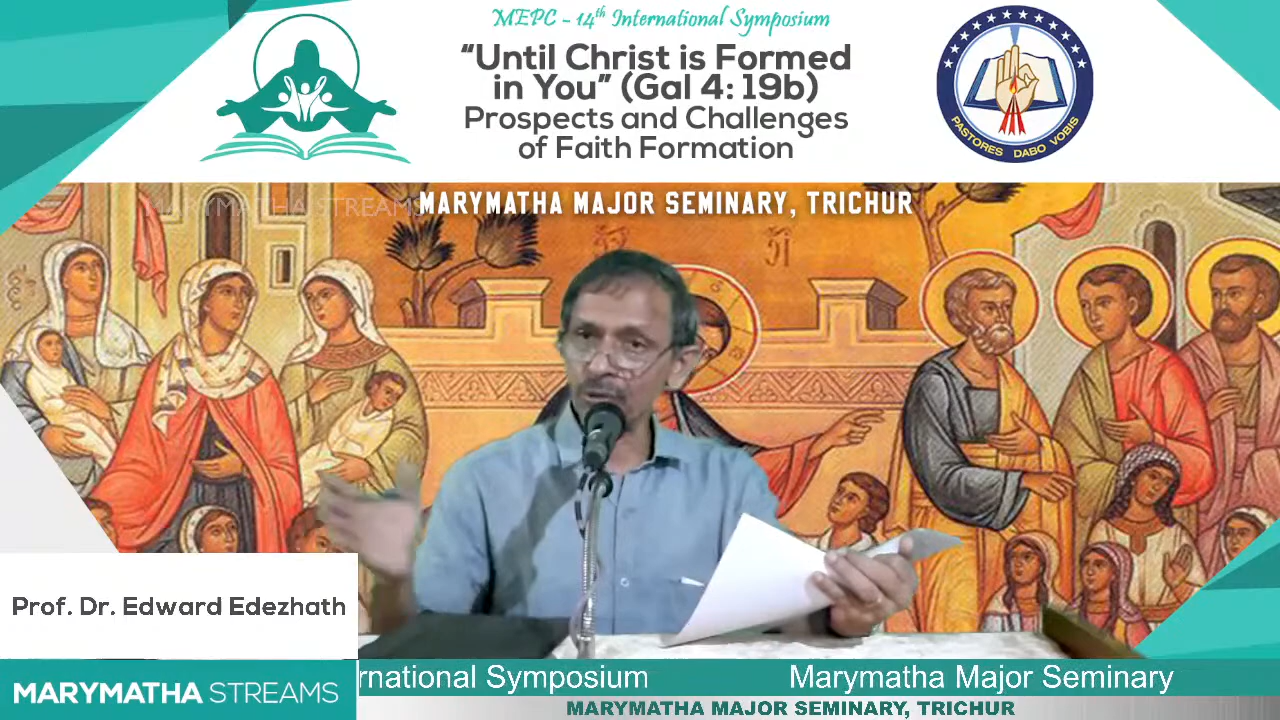 MEPC - 14th International Symposium
“Until Christ is Formed
in You” (Gal 4: 19b)
Prospects and Challenges
of Faith Formation
PASTORES DABO VOBIS
MARYMATHA STREAMS
MARYMATHA MAJOR SEMINARY, TRICHUR
Prof. Dr. Edward Edezhath
rnational Symposium Marymatha Major Seminary
MARYMATHA STREAMS
MARYMATHA MAJOR SEMINARY, TRICHUR